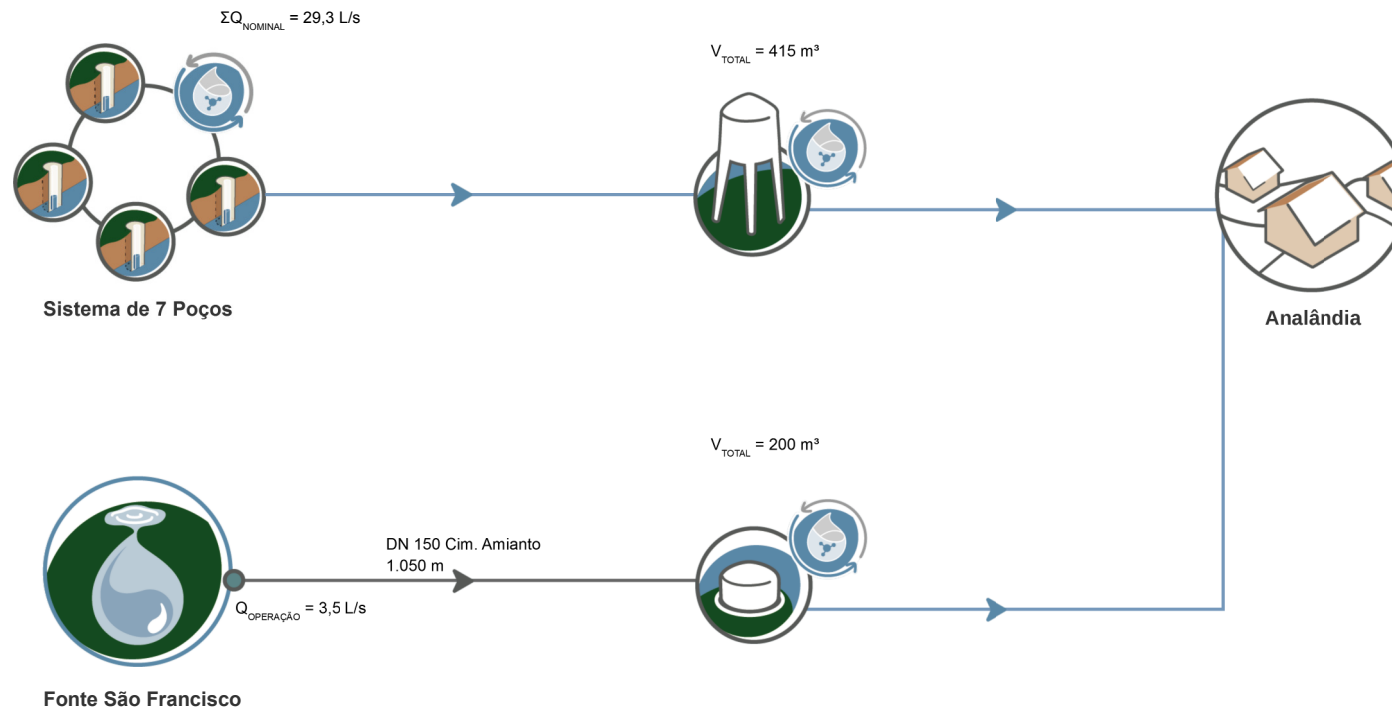 ΣQNOMINAL = 29,3 L/s
VTOTAL = 415 m³
Sistema de 7 Poços
Analândia
VTOTAL = 200 m³
DN 150 Cim. Amianto
1.050 m
QOPERAÇÃO = 3,5 L/s
Fonte São Francisco